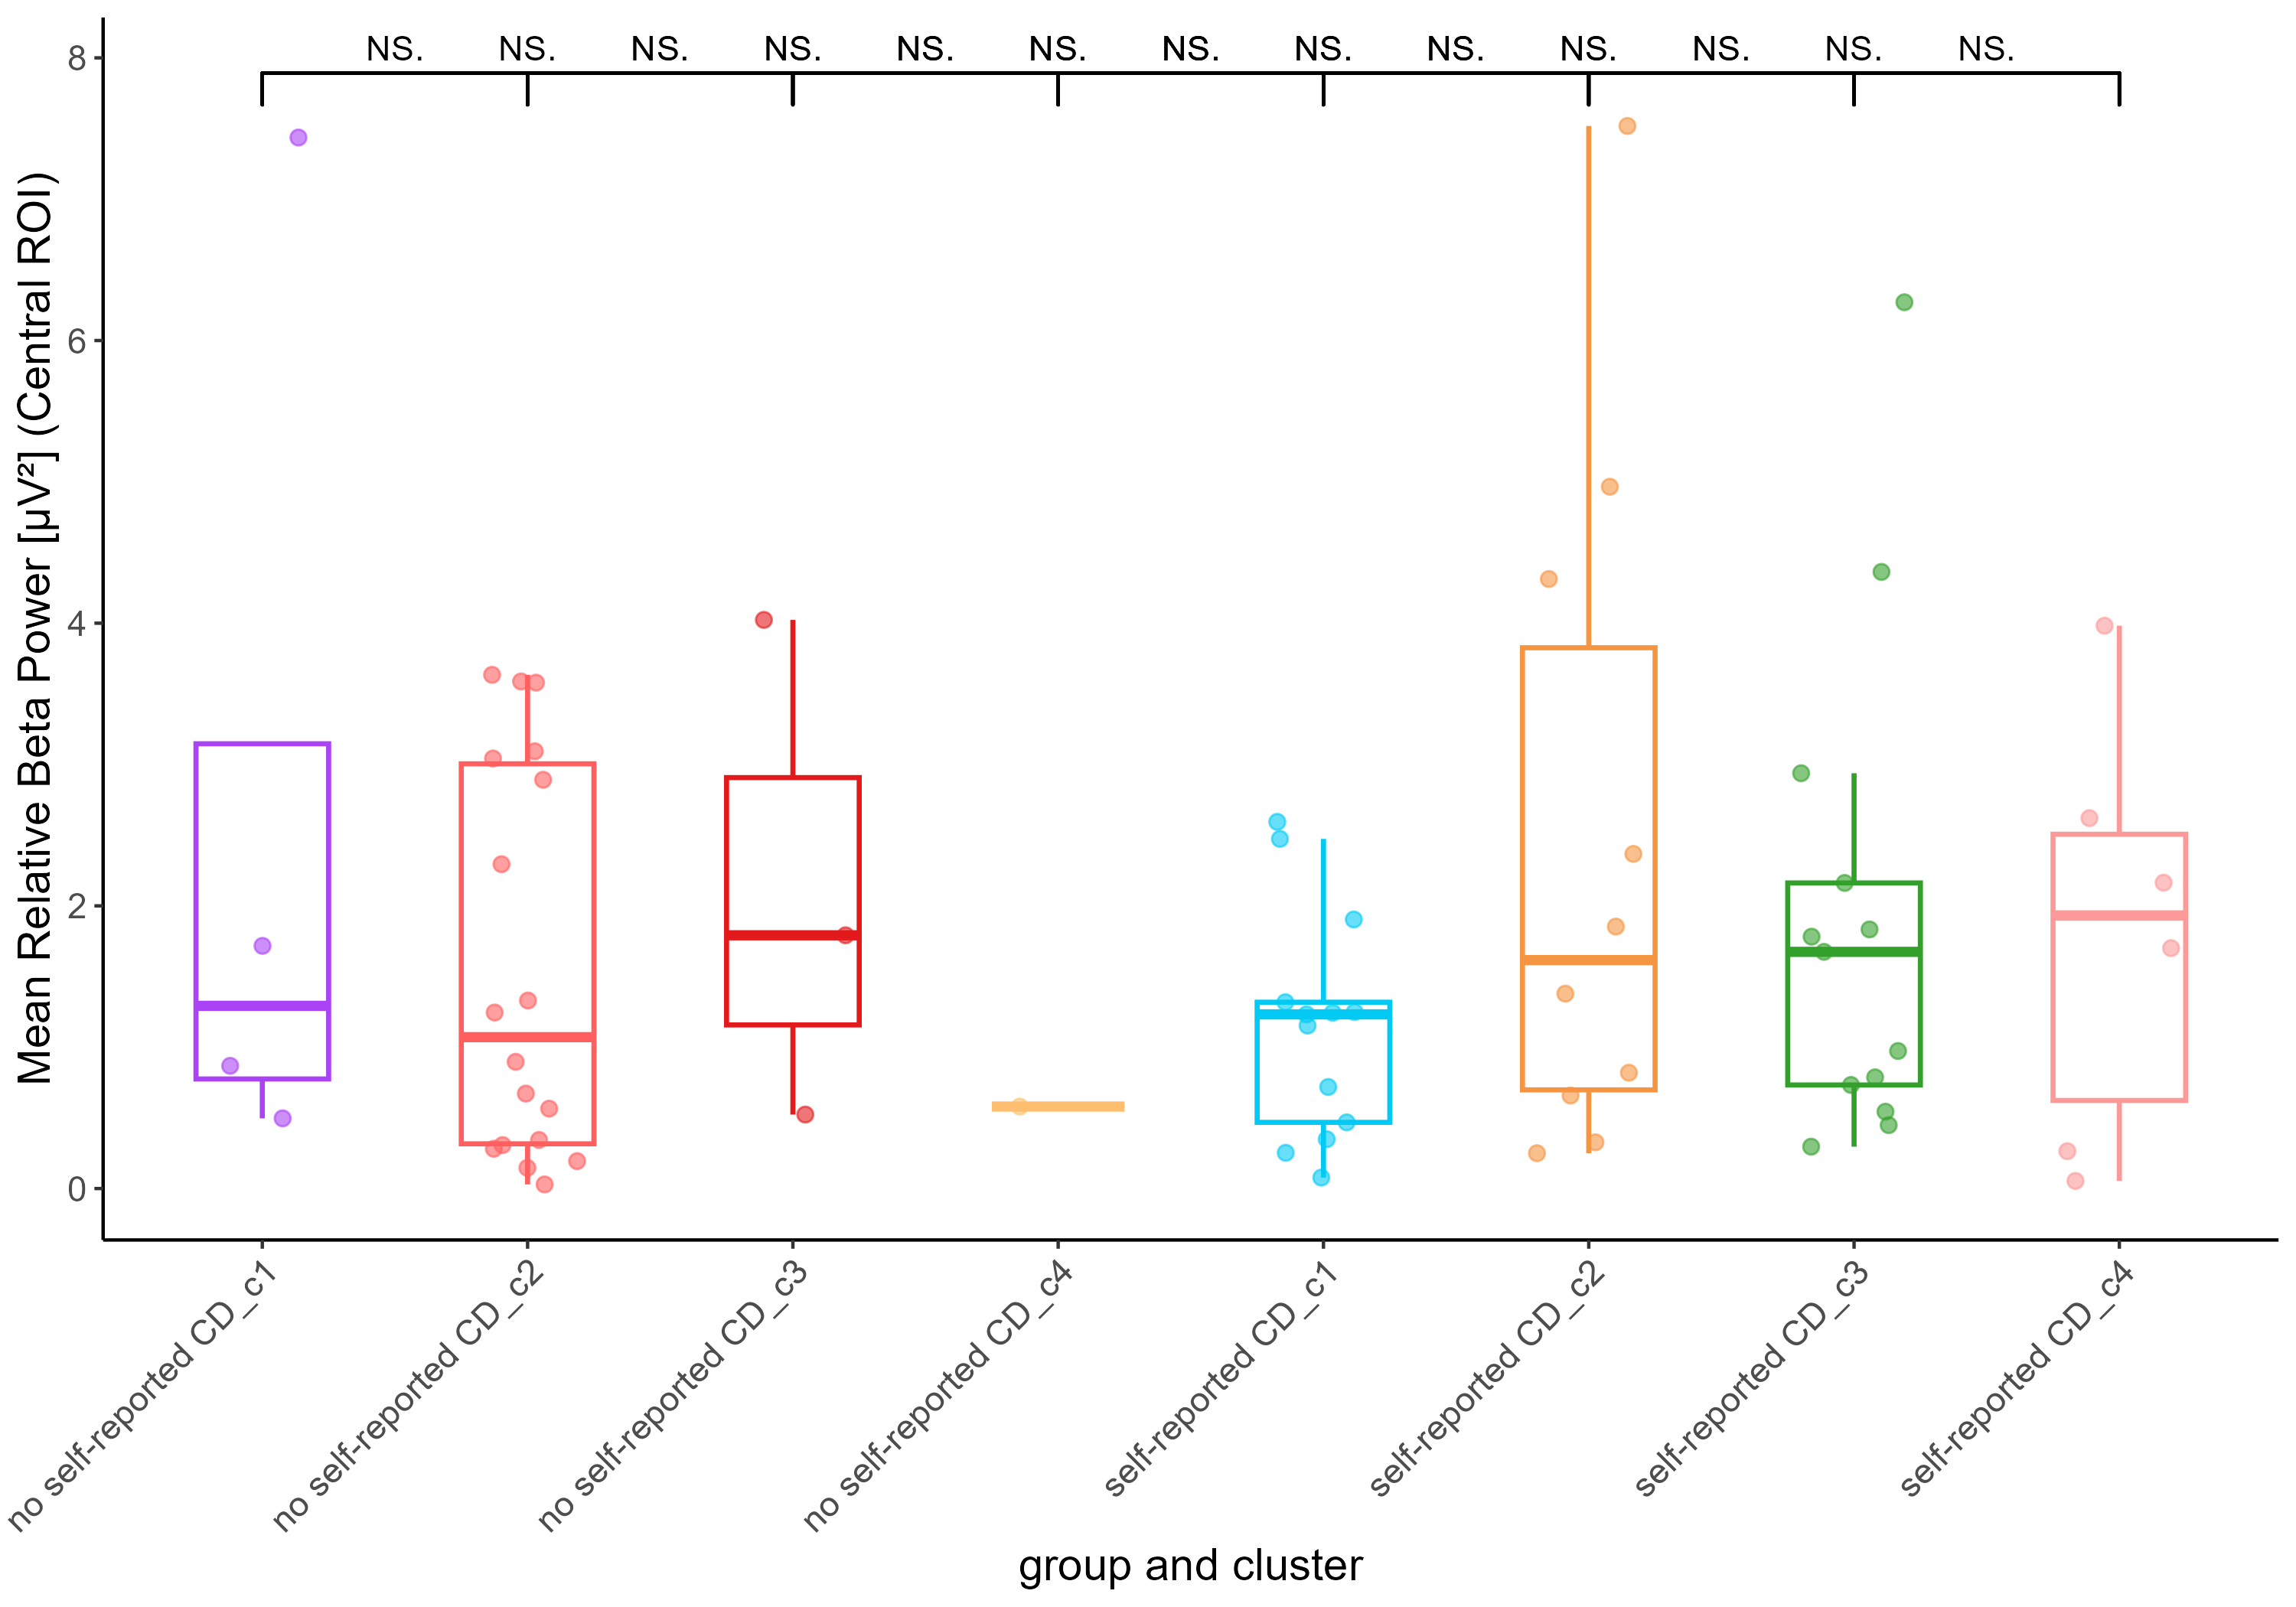 NS. NS. NS. NS. NS. NS. NS. NS. NS. NS. NS. NS. NS.
8
6
4
2
0
Mean Relative Beta Power [µV²] (Central ROI)
no self-reported CD_c1
no self-reported CD_c2
no self-reported CD_c3
no self-reported CD_c4
self-reported CD_c1
self-reported CD_c2
self-reported CD_c3
self-reported CD_c4
group and cluster